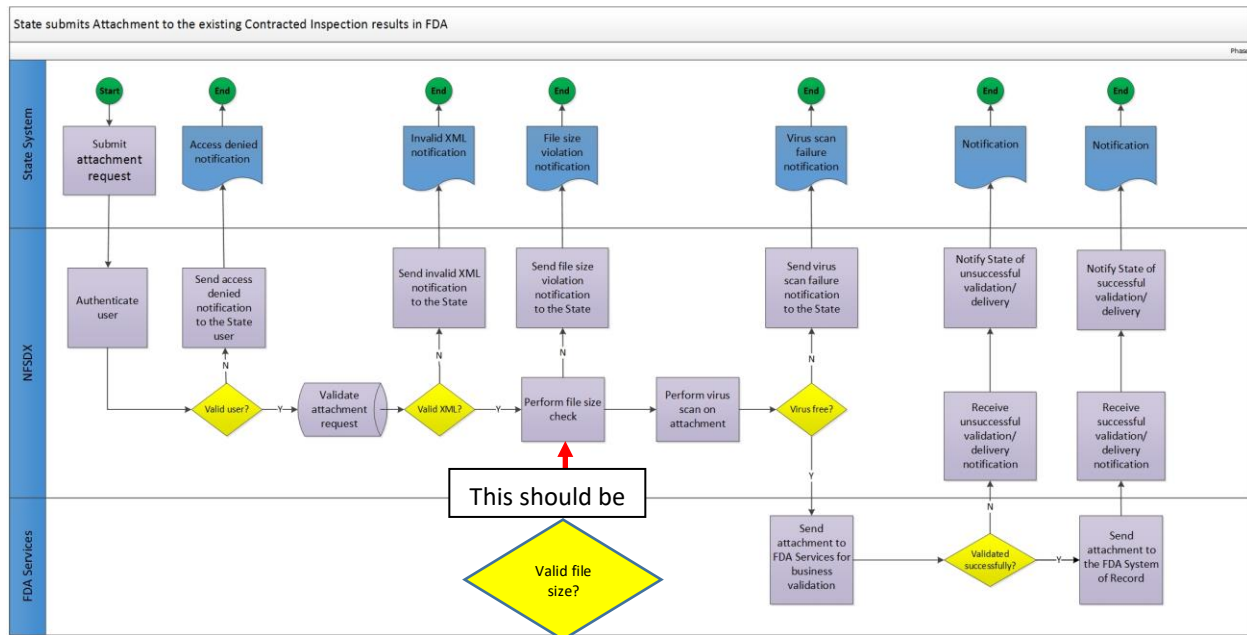 State submits Attachment to the existing Contracted Inspection results in FDA
Phase
State System
Start
End
End
End
End
End
End
Submit
attachment
request
Access denied
notification
Invalid XML
notification
File size
violation
notification
Virus scan
failure
notification
Notification
Notification
NFSDX
Authenticate
user
Send access
denied
notification
to the State
user
Send invalid XML
notification
to the State
Send file size
violation
notification
to the State
Send virus
scan failure
notification
to the State
Notify State of
unsuccessful
validation/
delivery
Notify State of
successful
validation/
delivery
N
N
N
N
Valid user?
Y
Validate
attachment
request
Valid XML?
Y
Perform file size
check
Perform virus
scan on
attachment
Virus free?
Receive
unsuccessful
validation/
delivery
notification
Receive
successful
validation/
delivery
notification
This should be
Y
N
FDA Services
Valid file
size?
Send
attachment to
FDA Services for
business
validation
Validated
successfully?
Y
Send
attachment to
the FDA System
of Record